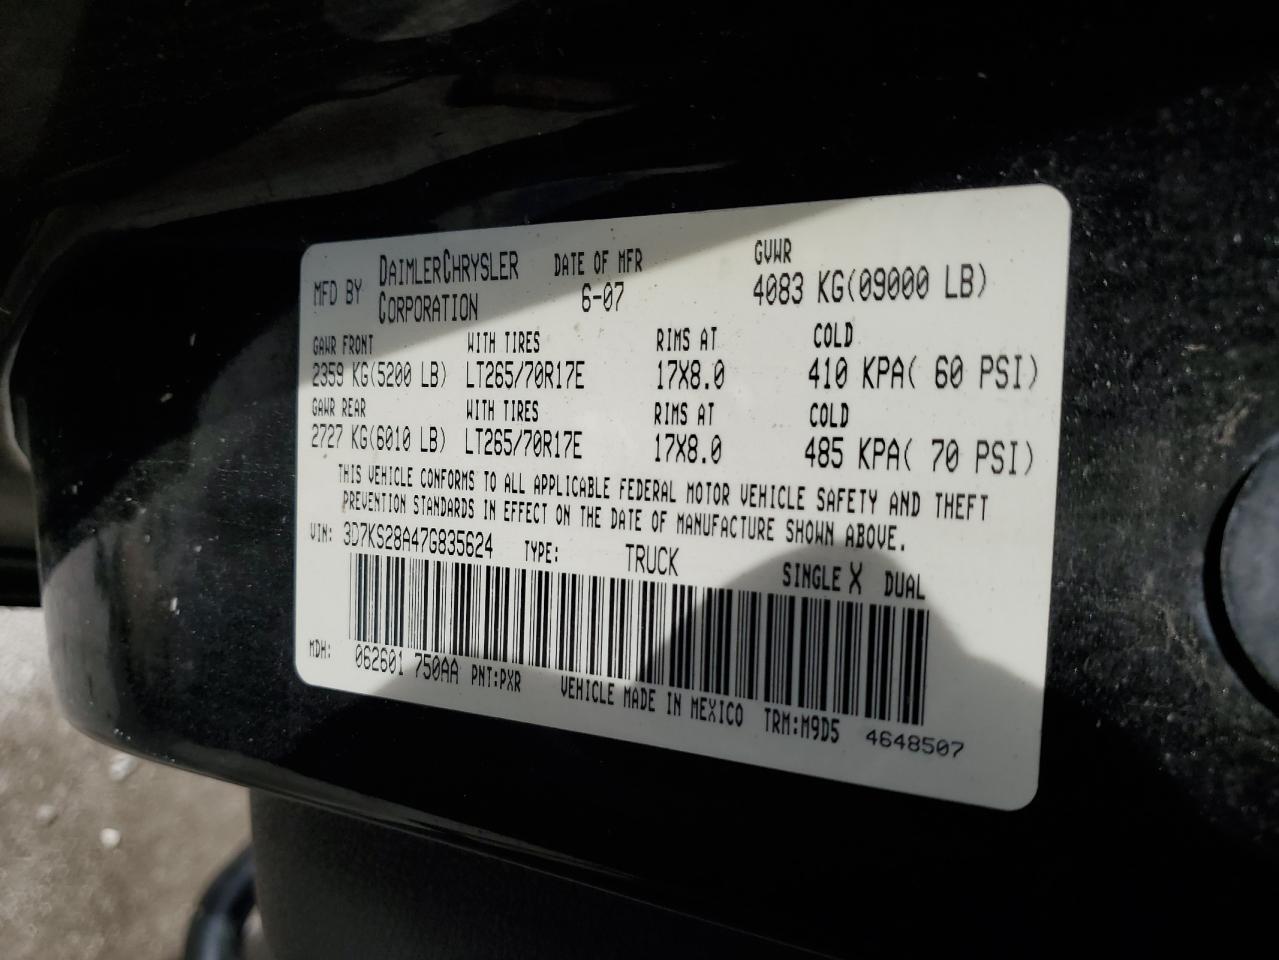 MFD BY DAIMLERCHRYSLER CORPORATION DATE OF MFR 6-07 GVWR 4083 KG(09000 LB)
GAWR FRONT WITH TIRES RIMS AT COLD
2359 KG(5200 LB) LT265/70R17E 17X8.0 410 KPA( 60 PSI)
GAWR REAR WITH TIRES RIMS AT COLD
2727 KG(6010 LB) LT265/70R17E 17X8.0 485 KPA( 70 PSI)
THIS VEHICLE CONFORMS TO ALL APPLICABLE FEDERAL MOTOR VEHICLE SAFETY AND THEFT
PREVENTION STANDARDS IN EFFECT ON THE DATE OF MANUFACTURE SHOWN ABOVE.
VIN: 3D7KS28A47G835624 TYPE: TRUCK SINGLE X DUAL
MDH: 062601 750AA PNT:PXR VEHICLE MADE IN MEXICO TRM:M9D5 4648507